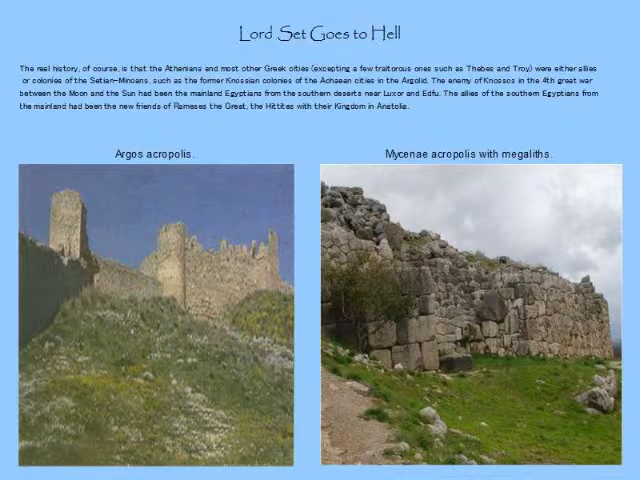 Lord Set Goes to Hell
The real history, of course, is that the Athenians and most other Greek cities (excepting a few traitorous ones such as Thebes and Troy) were either allies
or colonies of the Setian-Minoans, such as the former Knossian colonies of the Achaean cities in the Argolid. The enemy of Knossos in the 4th great war
between the Moon and the Sun had been the mainland Egyptians from the southern deserts near Luxor and Edfu. The allies of the southern Egyptians from
the mainland had been the new friends of Rameses the Great, the Hittites with their Kingdom in Anatolia.
Argos acropolis.
Mycenae acropolis with megaliths.